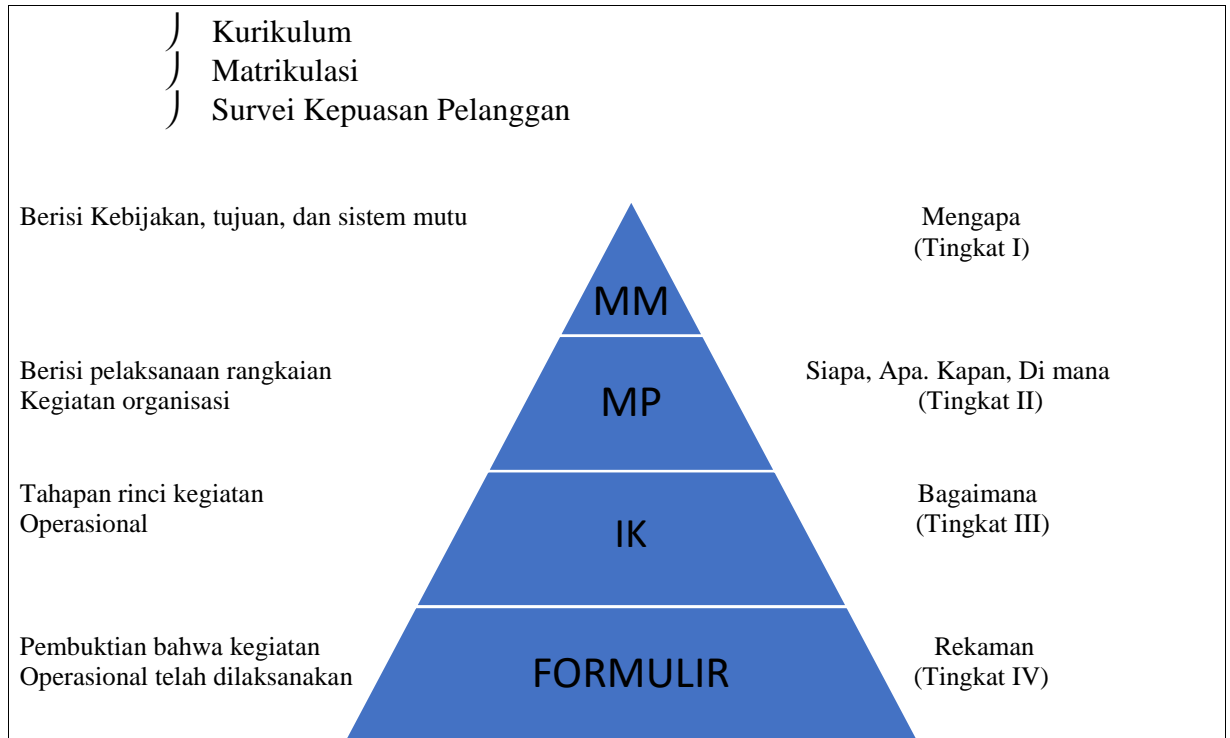 Kurikulum
Matrikulasi
Survei Kepuasan Pelanggan
Berisi Kebijakan, tujuan, dan sistem mutu
Mengapa
(Tingkat I)
MM
Berisi pelaksanaan rangkaian
Kegiatan organisasi
MP
Siapa, Apa. Kapan, Di mana
(Tingkat II)
Tahapan rinci kegiatan
Operasional
IK
Bagaimana
(Tingkat III)
Pembuktian bahwa kegiatan
Operasional telah dilaksanakan
FORMULIR
Rekaman
(Tingkat IV)